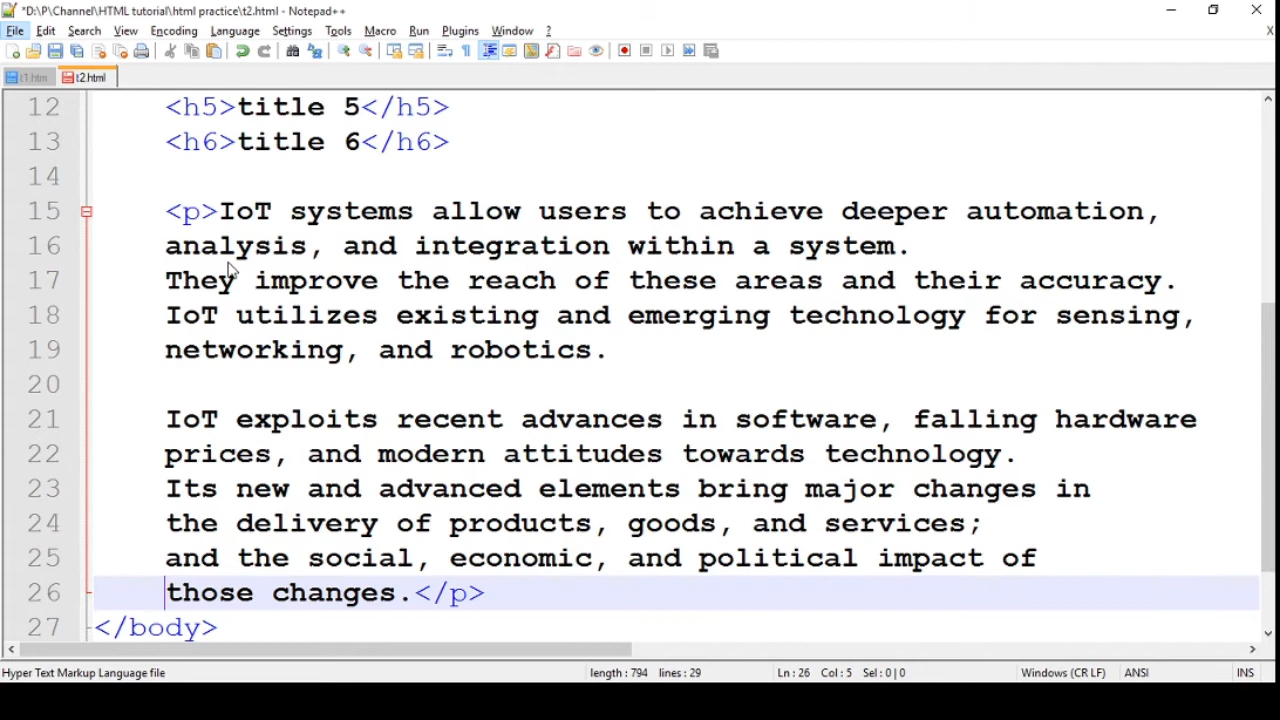 *D:\P\Channel\HTML tutorial\html practice\t2.html - Notepad++
File Edit Search View Encoding Language Settings Tools Macro Run Plugins Window ?
X
t1.htm t2.html
12 <h5>title 5</h5>
13 <h6>title 6</h6>
14
15 <p>IoT systems allow users to achieve deeper automation,
16 analysis, and integration within a system.
17 They improve the reach of these areas and their accuracy.
18 IoT utilizes existing and emerging technology for sensing,
19 networking, and robotics.
20
21 IoT exploits recent advances in software, falling hardware
22 prices, and modern attitudes towards technology.
23 Its new and advanced elements bring major changes in
24 the delivery of products, goods, and services;
25 and the social, economic, and political impact of
26 those changes.</p>
27 </body>
Hyper Text Markup Language file length : 794 lines : 29 Ln : 26 Col : 5 Sel : 0 | 0 Windows (CR LF) ANSI INS